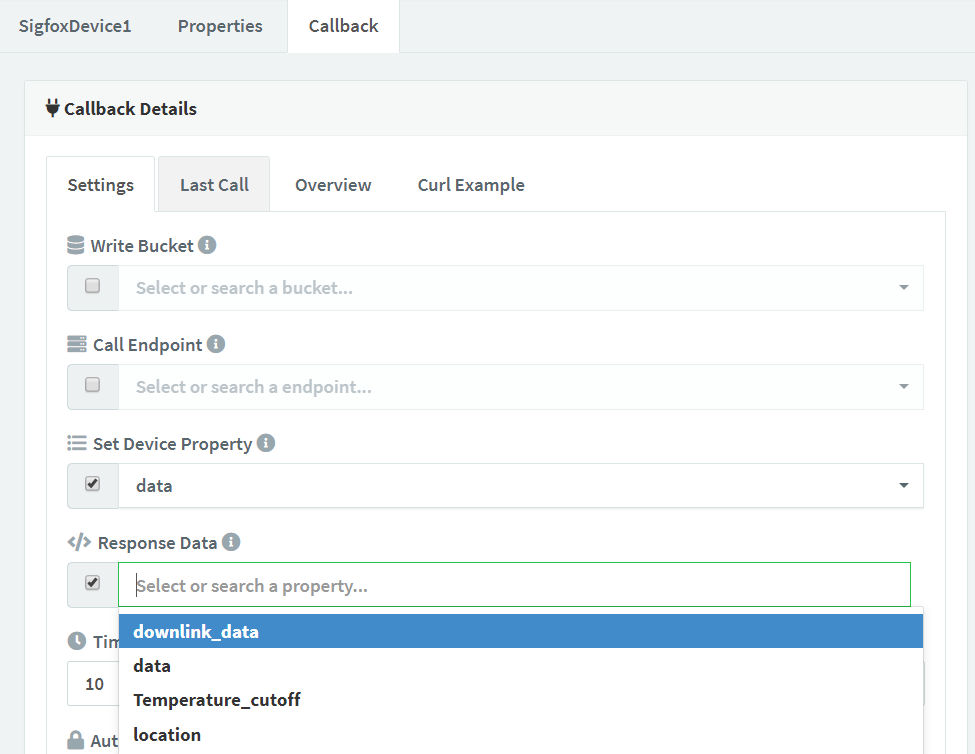 SigfoxDevice1 Properties Callback
Callback Details
Settings Last Call Overview Curl Example
Write Bucket
Select or search a bucket...
Call Endpoint
Select or search a endpoint...
Set Device Property
data
Response Data
Select or search a property...
downlink_data
data
Temperature_cutoff
location
10